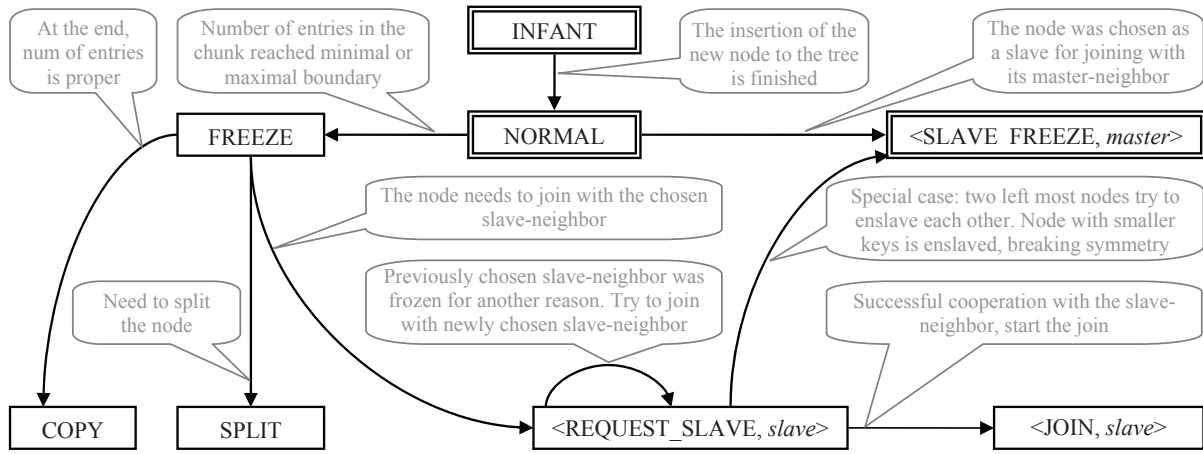 At the end,
num of entries
is proper
Number of entries in the
chunk reached minimal or
maximal boundary
INFANT
The insertion of the
new node to the tree
is finished
The node was chosen as
a slave for joining with
its master-neighbor
FREEZE
NORMAL
<SLAVE FREEZE, master>
The node needs to join with the chosen
slave-neighbor
Special case: two left most nodes try to
enslave each other. Node with smaller
keys is enslaved, breaking symmetry
Previously chosen slave-neighbor was
frozen for another reason. Try to join
with newly chosen slave-neighbor
Need to split
the node
Successful cooperation with the slave-
neighbor, start the join
COPY
SPLIT
<REQUEST_SLAVE, slave>
<JOIN, slave>